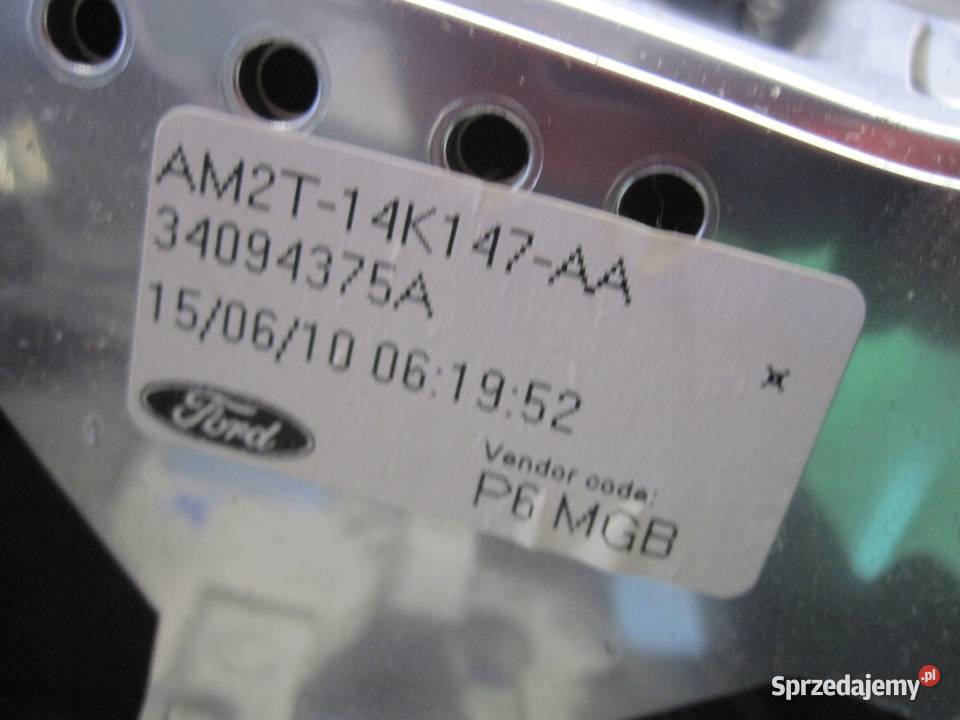 AM2T-14K147-AA
34094375A
15/06/10 06:19:52
Ford
Vendor code:
P6 MGB
Sprzedajemy.pl